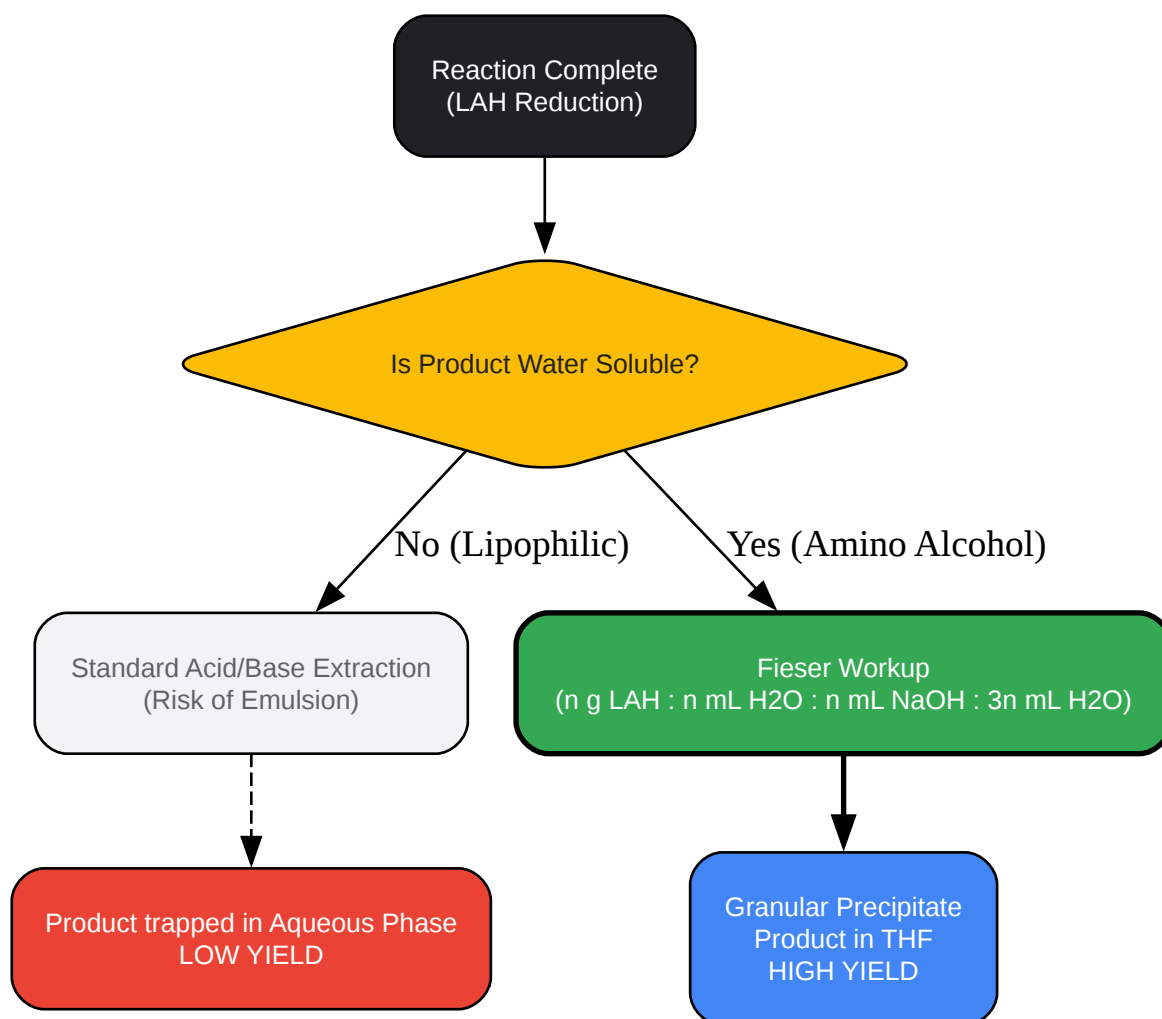 Reaction Complete
(LAH Reduction)
Is Product Water Soluble?
No (Lipophilic)
Yes (Amino Alcohol)
Standard Acid/Base Extraction
(Risk of Emulsion)
Fieser Workup
(n g LAH : n mL H2O : n mL NaOH : 3n mL H2O)
Product trapped in Aqueous Phase
LOW YIELD
Granular Precipitate
Product in THF
HIGH YIELD